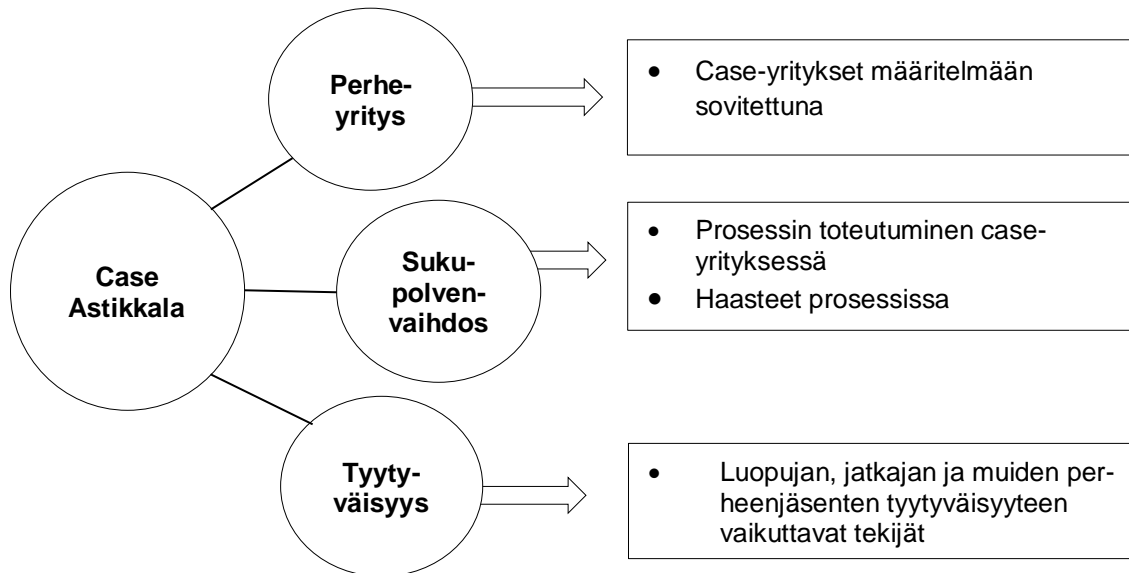 Perhe-
yritys
Case-yritykset määritelmään
sovitettuna
Case
Astikkala
Suku-
polven-
vaihdos
Prosessin toteutuminen case-
yrityksessä
Haasteet prosessissa
Tyyty-
väisyys
Luopujan, jatkajan ja muiden per-
heenjäsenten tyytyväisyyteen
vaikuttavat tekijät